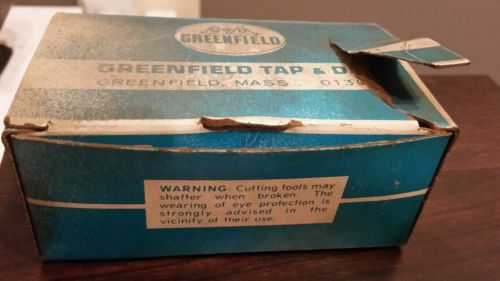 GREENFIELD
GREENFIELD TAP & D
GREENFIELD, MASS. 013
WARNING: Cutting tools may
shatter when broken. The
wearing of eye protection is
strongly advised in the
vicinity of their use.